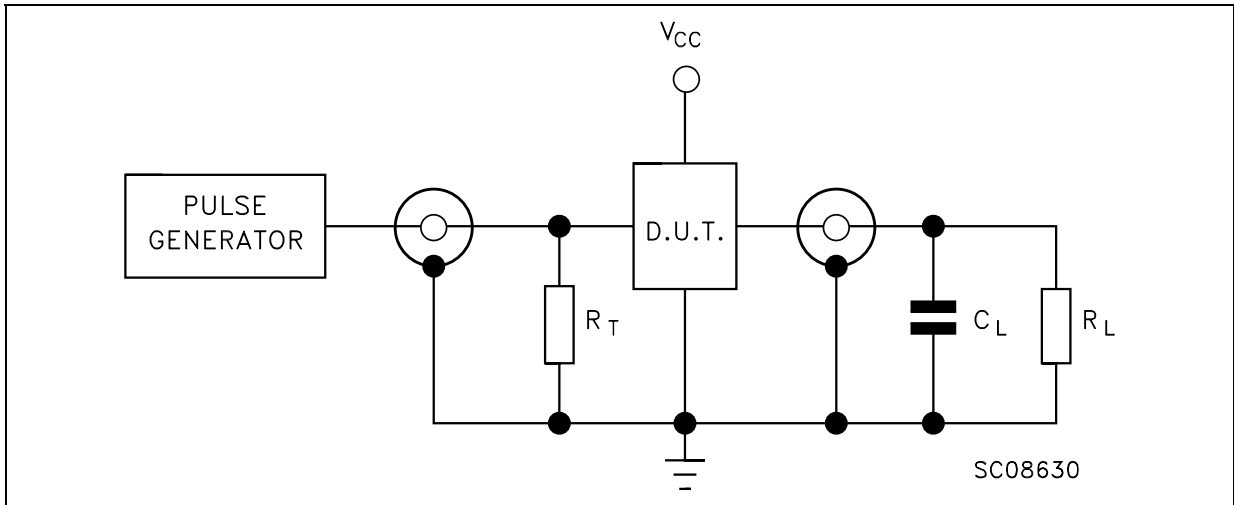 VCC
PULSE
GENERATOR
D.U.T.
RT
CL
RL
SC08630